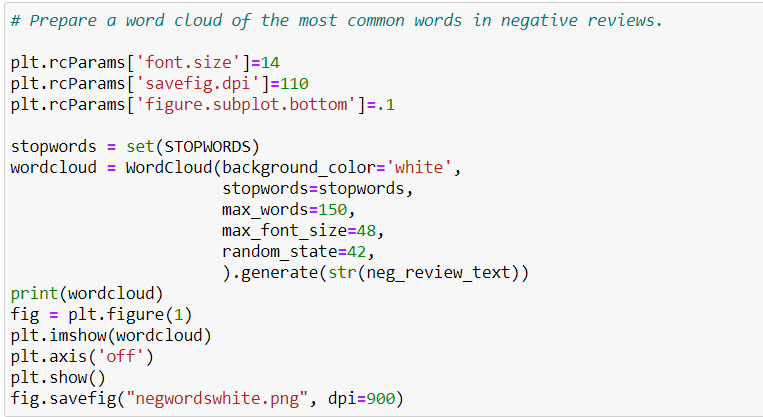 # Prepare a word cloud of the most common words in negative reviews.
plt.rcParams['font.size']=14
plt.rcParams['savefig.dpi']=110
plt.rcParams['figure.subplot.bottom']=.1
stopwords = set(STOPWORDS)
wordcloud = WordCloud(background_color='white',
stopwords=stopwords,
max_words=150,
max_font_size=48,
random_state=42,
).generate(str(neg_review_text))
print(wordcloud)
fig = plt.figure(1)
plt.imshow(wordcloud)
plt.axis('off')
plt.show()
fig.savefig("negwordswhite.png", dpi=900)